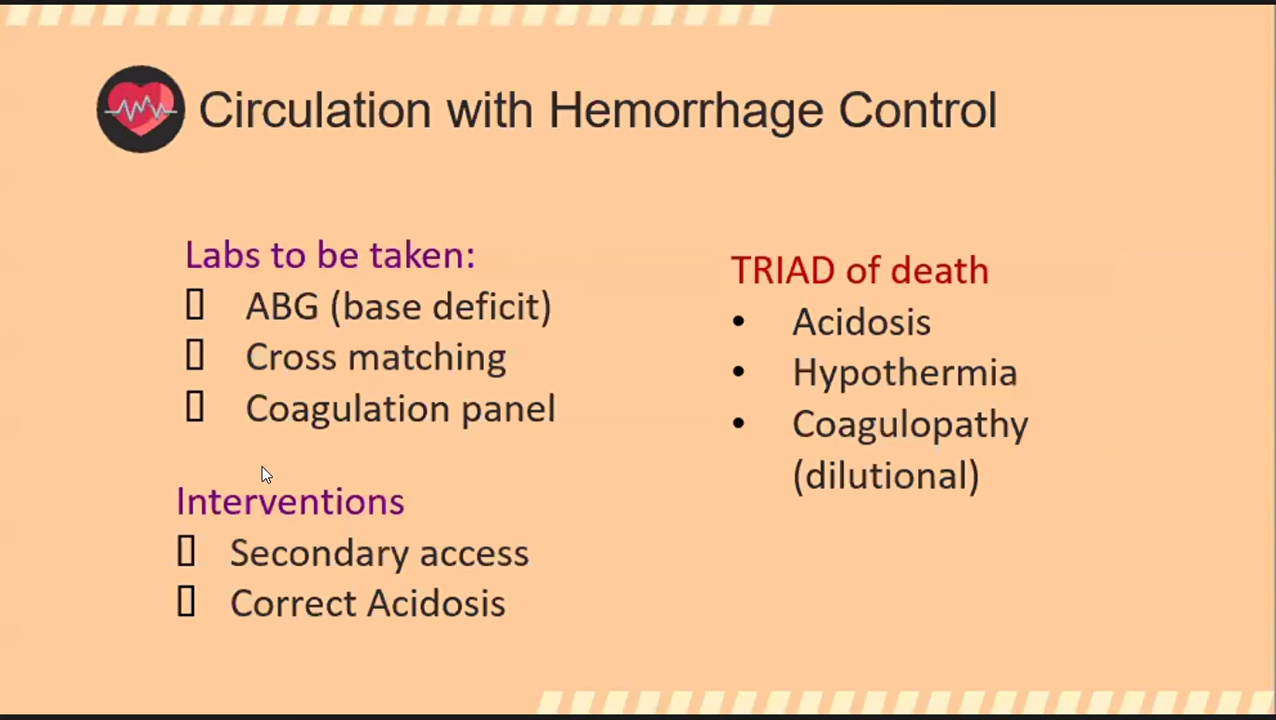 Circulation with Hemorrhage Control
Labs to be taken:
ABG (base deficit)
Cross matching
Coagulation panel
Interventions
Secondary access
Correct Acidosis
TRIAD of death
• Acidosis
• Hypothermia
• Coagulopathy
(dilutional)